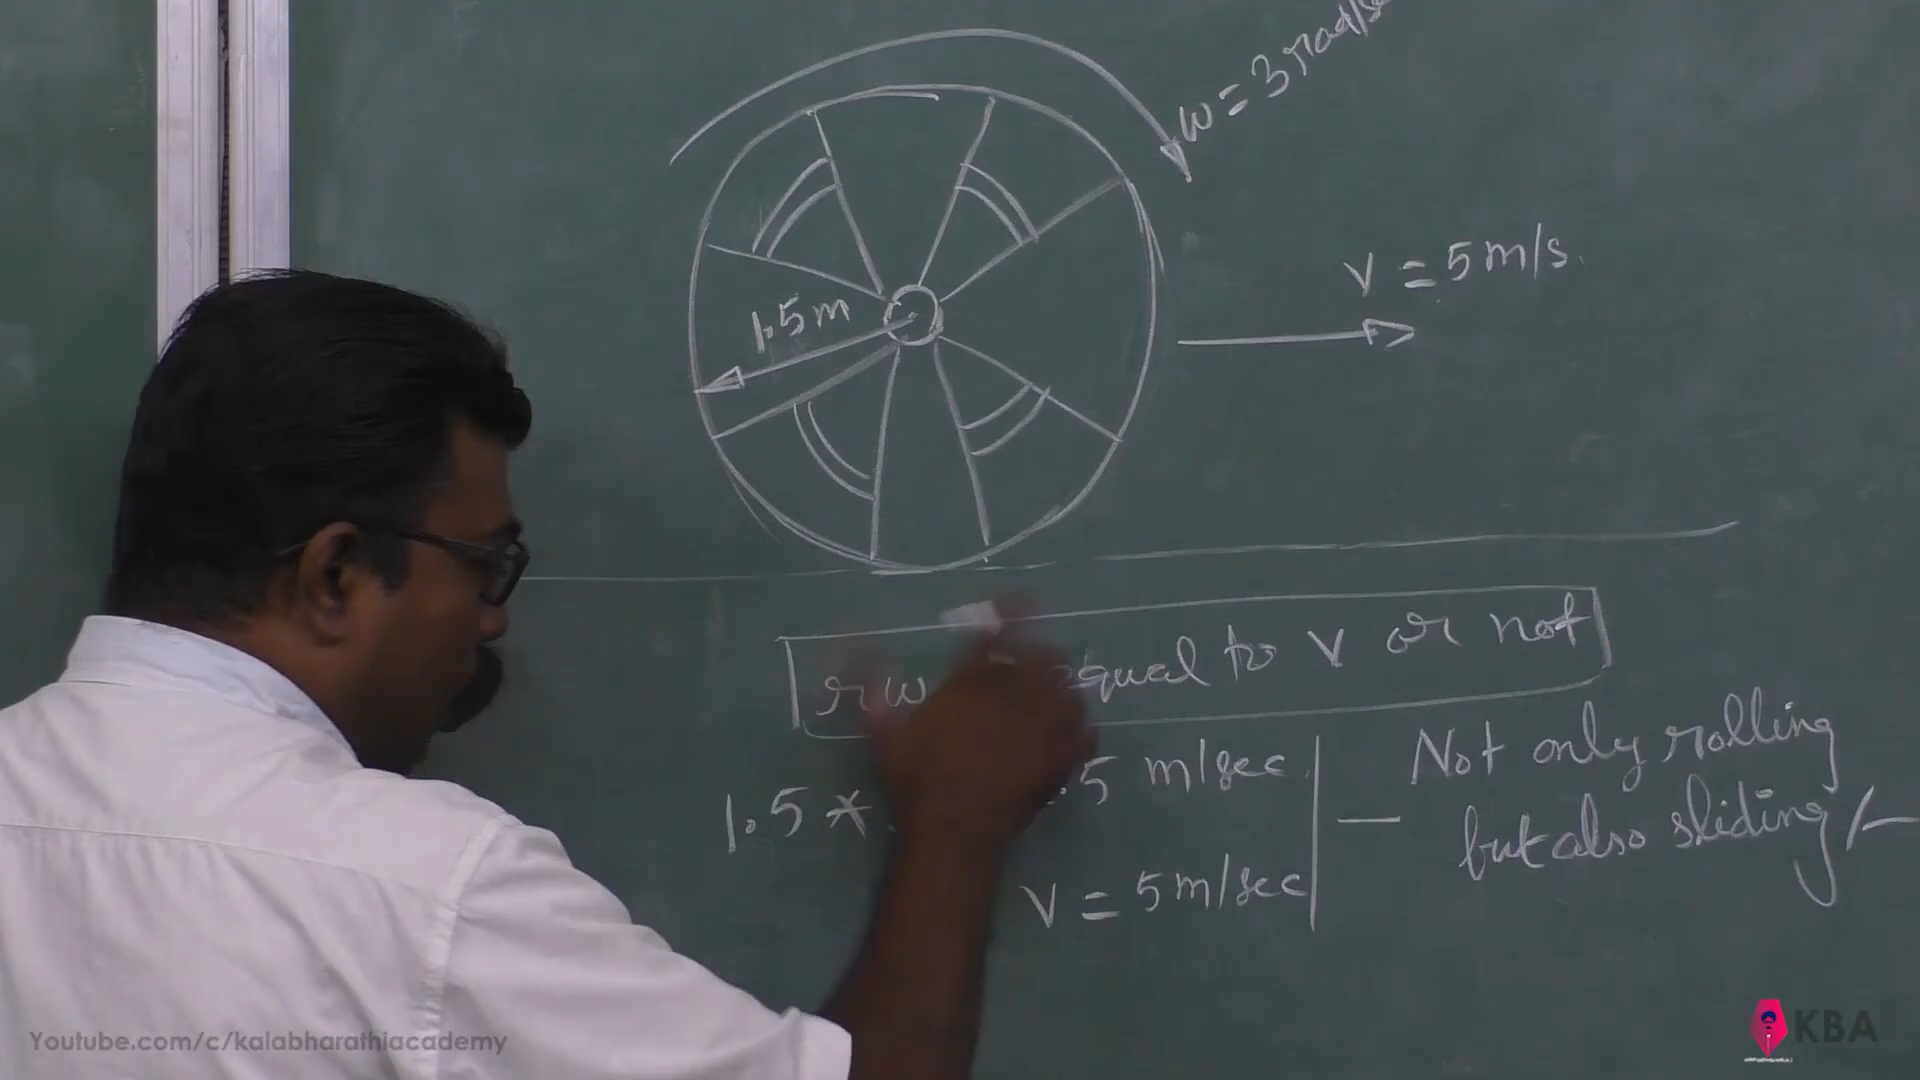 ω = 3 rad/se
V = 5 m/s.
1.5 m
rω equal to V or not
1.5 * .5 m/sec
V = 5 m/sec
— Not only rolling
but also sliding /—
Youtube.com/c/kalabharathiacademy
KBA